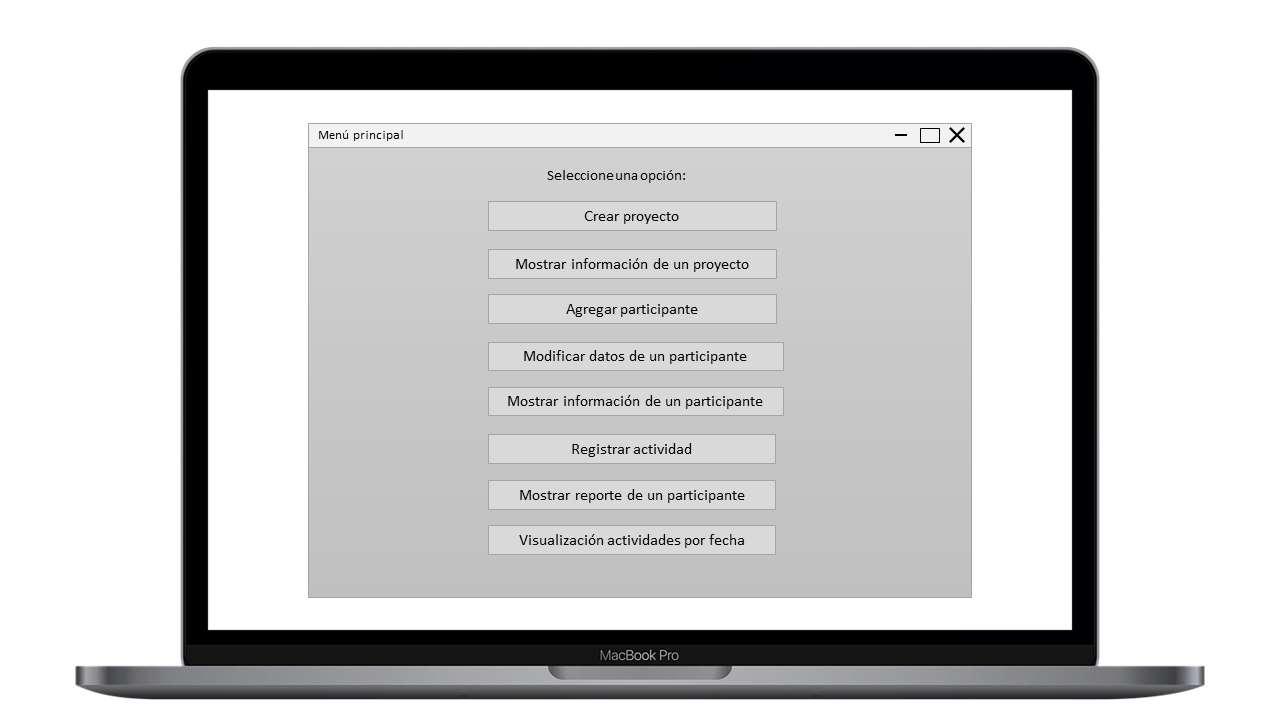 Menú principal
Seleccione una opción:
Crear proyecto
Mostrar información de un proyecto
Agregar participante
Modificar datos de un participante
Mostrar información de un participante
Registrar actividad
Mostrar reporte de un participante
Visualización actividades por fecha
MacBook Pro